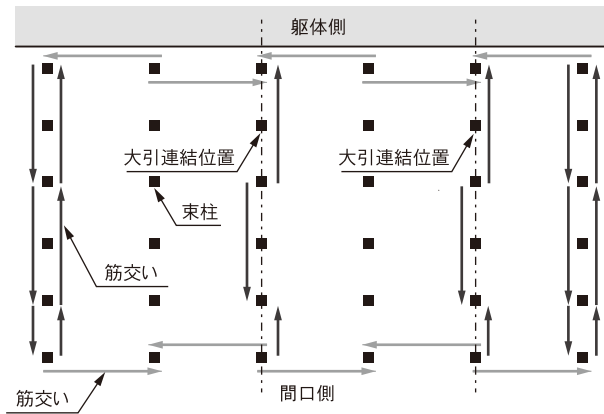 躯体側
大引連結位置
大引連結位置
束柱
筋交い
筋交い
間口側